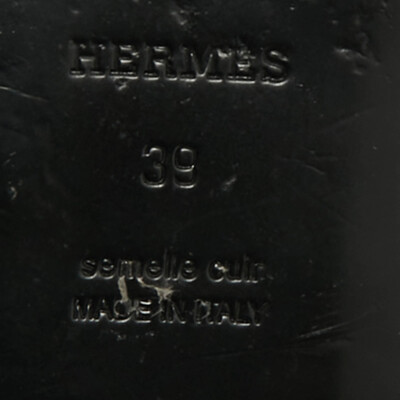 HERMES
39
semelle cuir
MADE IN ITALY